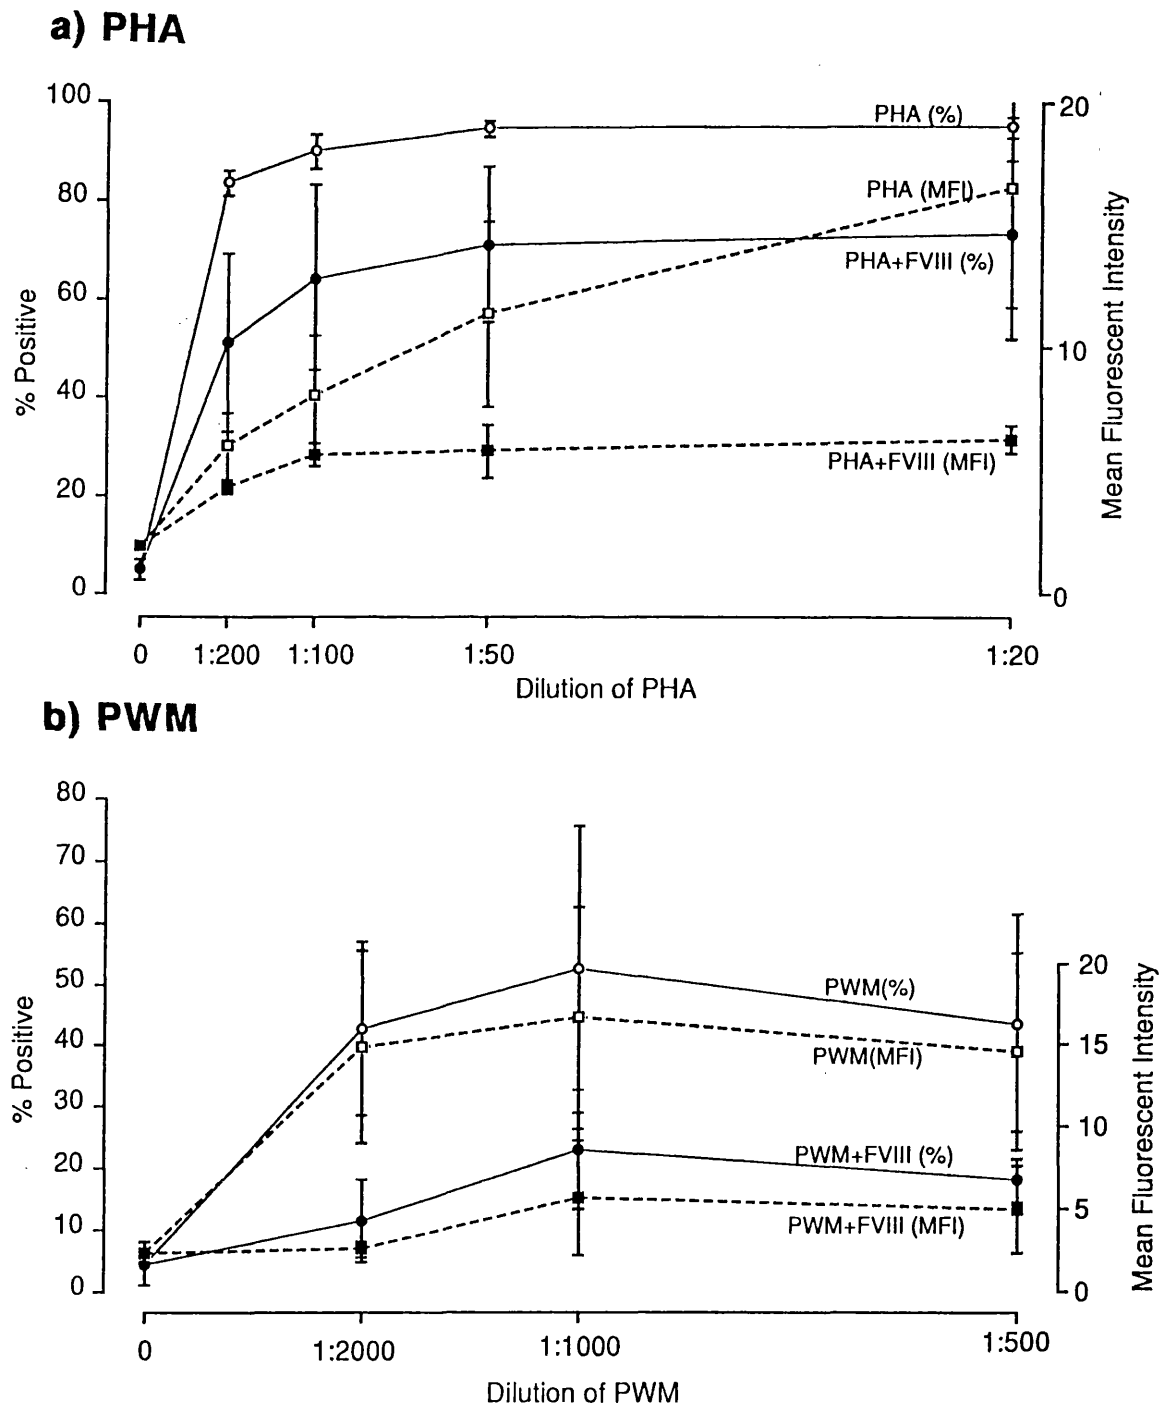 a) PHA
100
80
60
40
20
0
% Positive
20
10
0
Mean Fluorescent Intensity
PHA (%)
PHA (MFI)
PHA+FVIII (%)
PHA+FVIII (MFI)
0 1:200 1:100 1:50 1:20
Dilution of PHA
b) PWM
80
70
60
50
40
30
20
10
0
% Positive
20
15
10
5
0
Mean Fluorescent Intensity
PWM(%)
PWM(MFI)
PWM+FVIII (%)
PWM+FVIII (MFI)
0 1:2000 1:1000 1:500
Dilution of PWM